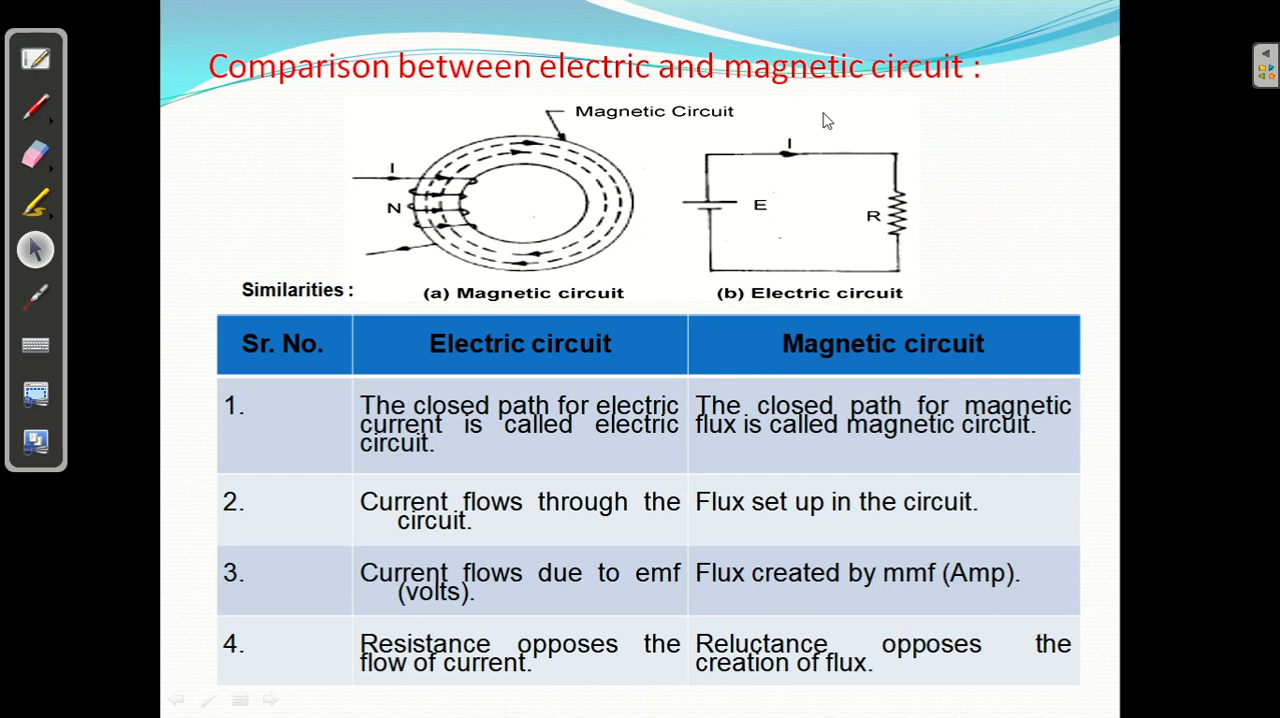 Comparison between electric and magnetic circuit :
Magnetic Circuit
I
N
I
E
R
Similarities :
(a) Magnetic circuit
(b) Electric circuit
Sr. No.
Electric circuit
Magnetic circuit
1.
The closed path for electric
current is called electric
circuit.
The closed path for magnetic
flux is called magnetic circuit.
2.
Current flows through the
circuit.
Flux set up in the circuit.
3.
Current flows due to emf
(volts).
Flux created by mmf (Amp).
4.
Resistance opposes the
flow of current.
Reluctance opposes the
creation of flux.